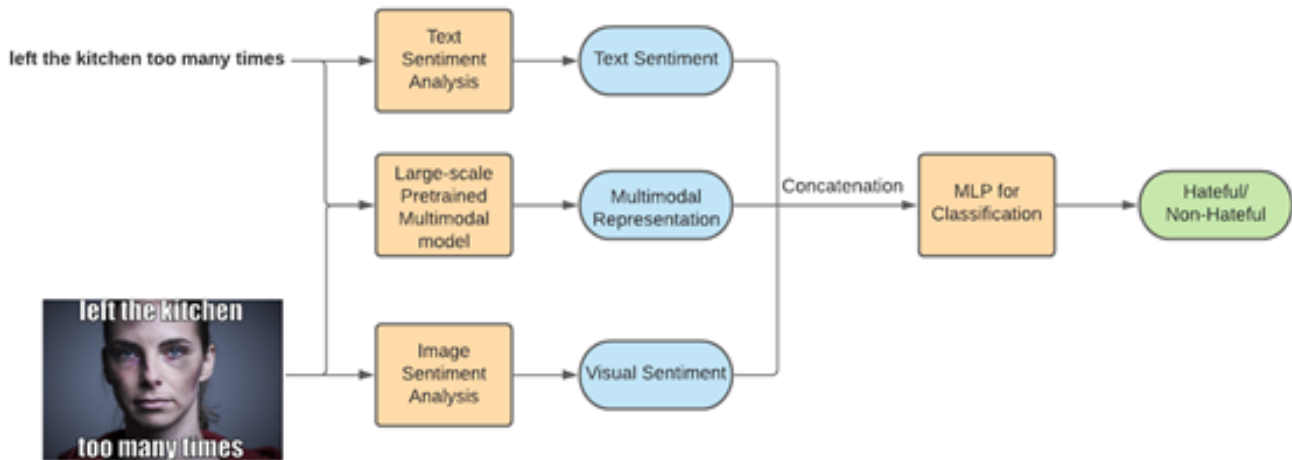 left the kitchen too many times
Text
Sentiment
Analysis
Text Sentiment
Large-scale
Pretrained
Multimodal
model
Multimodal
Representation
Concatenation
MLP for
Classification
Hateful/
Non-Hateful
left the kitchen
too many times
Image
Sentiment
Analysis
Visual Sentiment